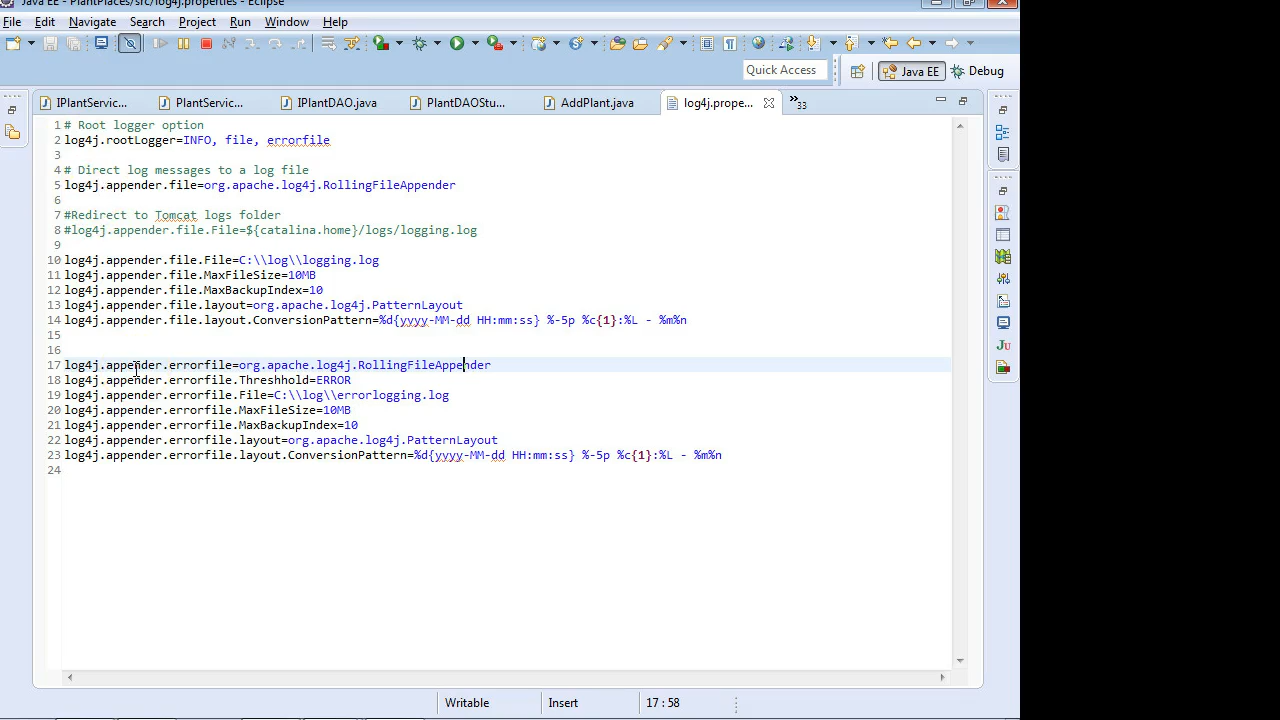 Java EE - PlantPlaces/src/log4j.properties - Eclipse
File Edit Navigate Search Project Run Window Help
Quick Access Java EE Debug
IPlantServic... PlantServic... IPlantDAO.java PlantDAOStu... AddPlant.java log4j.prope... 33
1 # Root logger option
2 log4j.rootLogger=INFO, file, errorfile
3
4 # Direct log messages to a log file
5 log4j.appender.file=org.apache.log4j.RollingFileAppender
6
7 #Redirect to Tomcat logs folder
8 #log4j.appender.file.File=${catalina.home}/logs/logging.log
9
10 log4j.appender.file.File=C:\\log\\logging.log
11 log4j.appender.file.MaxFileSize=10MB
12 log4j.appender.file.MaxBackupIndex=10
13 log4j.appender.file.layout=org.apache.log4j.PatternLayout
14 log4j.appender.file.layout.ConversionPattern=%d{yyyy-MM-dd HH:mm:ss} %-5p %c{1}:%L - %m%n
15
16
17 log4j.appender.errorfile=org.apache.log4j.RollingFileAppender
18 log4j.appender.errorfile.Threshhold=ERROR
19 log4j.appender.errorfile.File=C:\\log\\errorlogging.log
20 log4j.appender.errorfile.MaxFileSize=10MB
21 log4j.appender.errorfile.MaxBackupIndex=10
22 log4j.appender.errorfile.layout=org.apache.log4j.PatternLayout
23 log4j.appender.errorfile.layout.ConversionPattern=%d{yyyy-MM-dd HH:mm:ss} %-5p %c{1}:%L - %m%n
24
Writable Insert 17 : 58